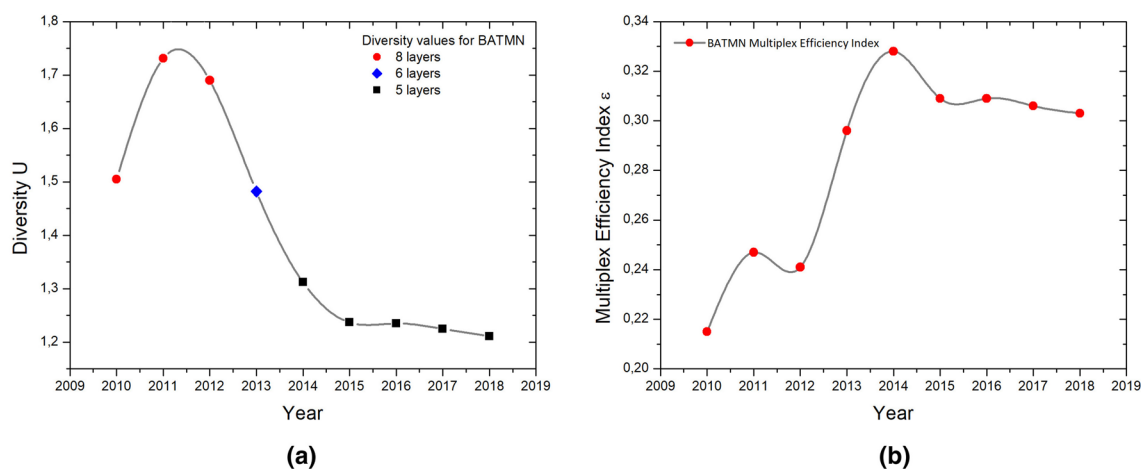 1,8
1,7
1,6
1,5
1,4
1,3
1,2
Diversity U
Diversity values for BATMN
8 layers
6 layers
5 layers
2009 2010 2011 2012 2013 2014 2015 2016 2017 2018 2019
Year
(a)
0,34
0,32
0,30
0,28
0,26
0,24
0,22
0,20
Multiplex Efficiency Index ε
BATMN Multiplex Efficiency Index
2009 2010 2011 2012 2013 2014 2015 2016 2017 2018 2019
Year
(b)